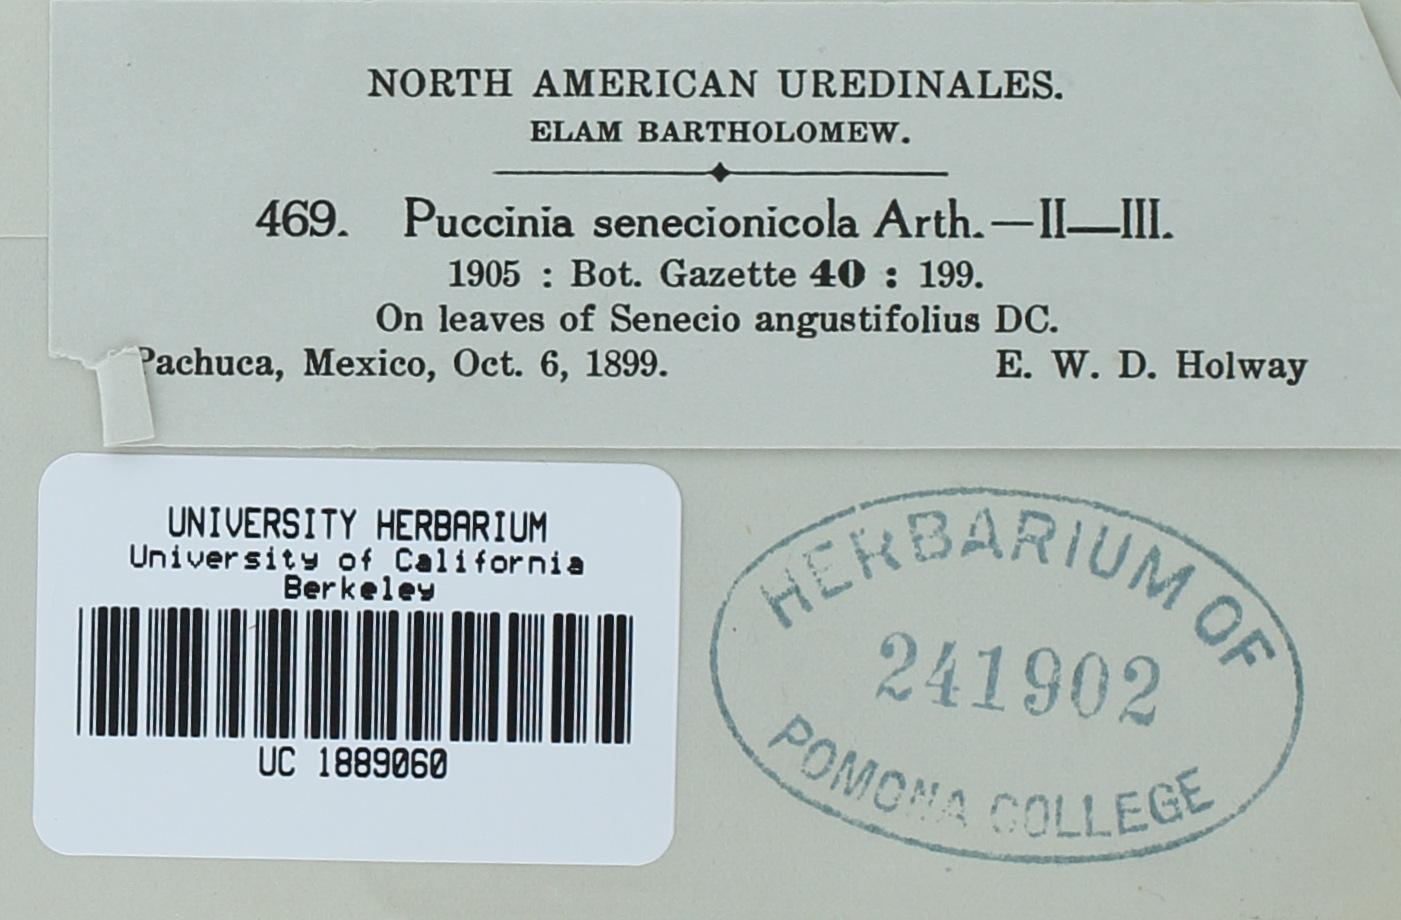 NORTH AMERICAN UREDINALES.
ELAM BARTHOLOMEW.
469. Puccinia senecionicola Arth.—II—III.
1905 : Bot. Gazette 40 : 199.
On leaves of Senecio angustifolius DC.
Pachuca, Mexico, Oct. 6, 1899. E. W. D. Holway
UNIVERSITY HERBARIUM
University of California
Berkeley
UC 1889060
HERBARIUM OF
241902
POMONA COLLEGE